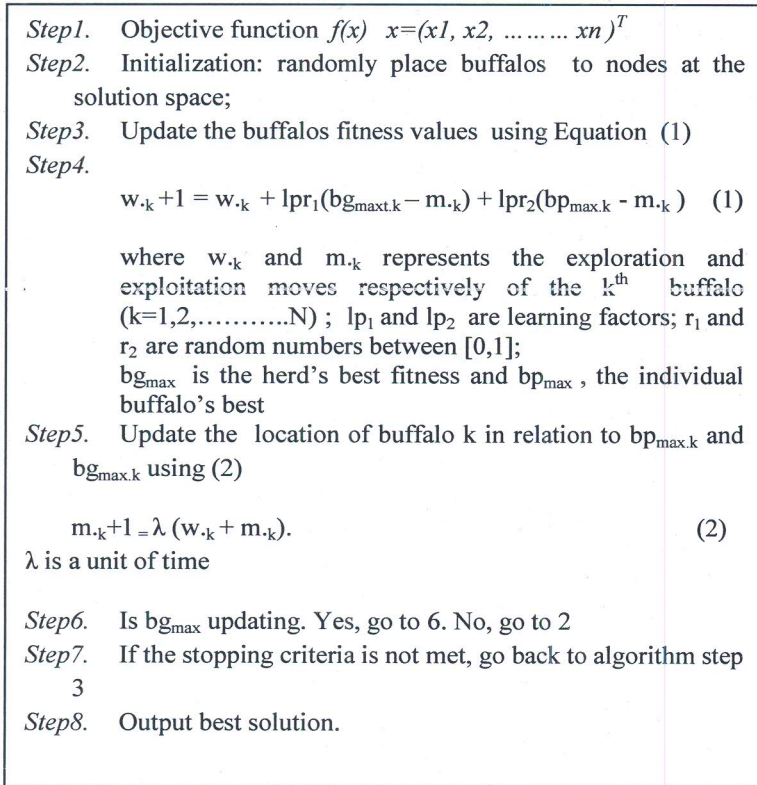 Step1. Objective function f(x) x=(x1, x2, ... ... ... xn )^T
Step2. Initialization: randomly place buffalos to nodes at the
solution space;
Step3. Update the buffalos fitness values using Equation (1)
Step4.
w.k+1 = w.k + lpr1(bgmaxt.k – m.k) + lpr2(bpmax.k - m.k ) (1)
where w.k and m.k represents the exploration and
exploitation moves respectively of the k^th buffalo
(k=1,2,………..N) ; lp1 and lp2 are learning factors; r1 and
r2 are random numbers between [0,1];
bgmax is the herd's best fitness and bpmax , the individual
buffalo's best
Step5. Update the location of buffalo k in relation to bpmax.k and
bgmax.k using (2)
m.k+1 = λ (w.k + m.k). (2)
λ is a unit of time
Step6. Is bgmax updating. Yes, go to 6. No, go to 2
Step7. If the stopping criteria is not met, go back to algorithm step
3
Step8. Output best solution.